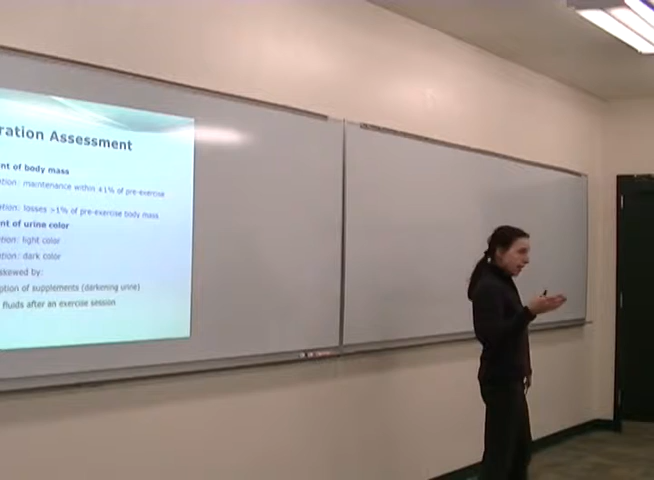 ration Assessment
nt of body mass
tion: maintenance within ±1% of pre-exercise
tion: losses >1% of pre-exercise body mass
nt of urine color
tion: light color
tion: dark color
skewed by:
ption of supplements (darkening urine)
fluids after an exercise session